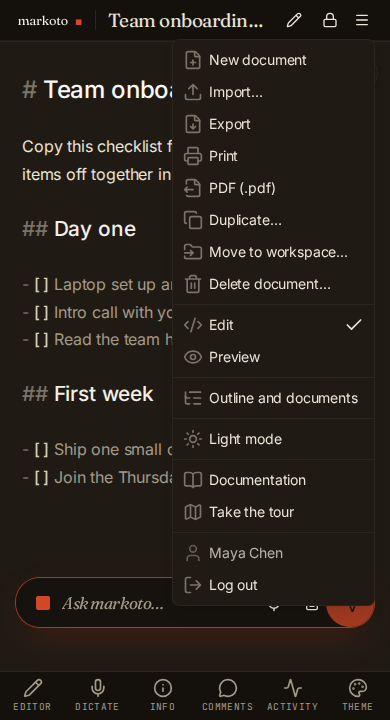 markoto
Team onboardin...
New document
Import...
Export
Print
PDF (.pdf)
Duplicate...
Move to workspace...
Delete document...
Edit
Preview
Outline and documents
Light mode
Documentation
Take the tour
Maya Chen
Log out
# Team onboa
Copy this checklist f
items off together in
## Day one
- [ ] Laptop set up a
- [ ] Intro call with yo
- [ ] Read the team h
## First week
- [ ] Ship one small c
- [ ] Join the Thursda
Ask markoto...
EDITOR
DICTATE
INFO
COMMENTS
ACTIVITY
THEME